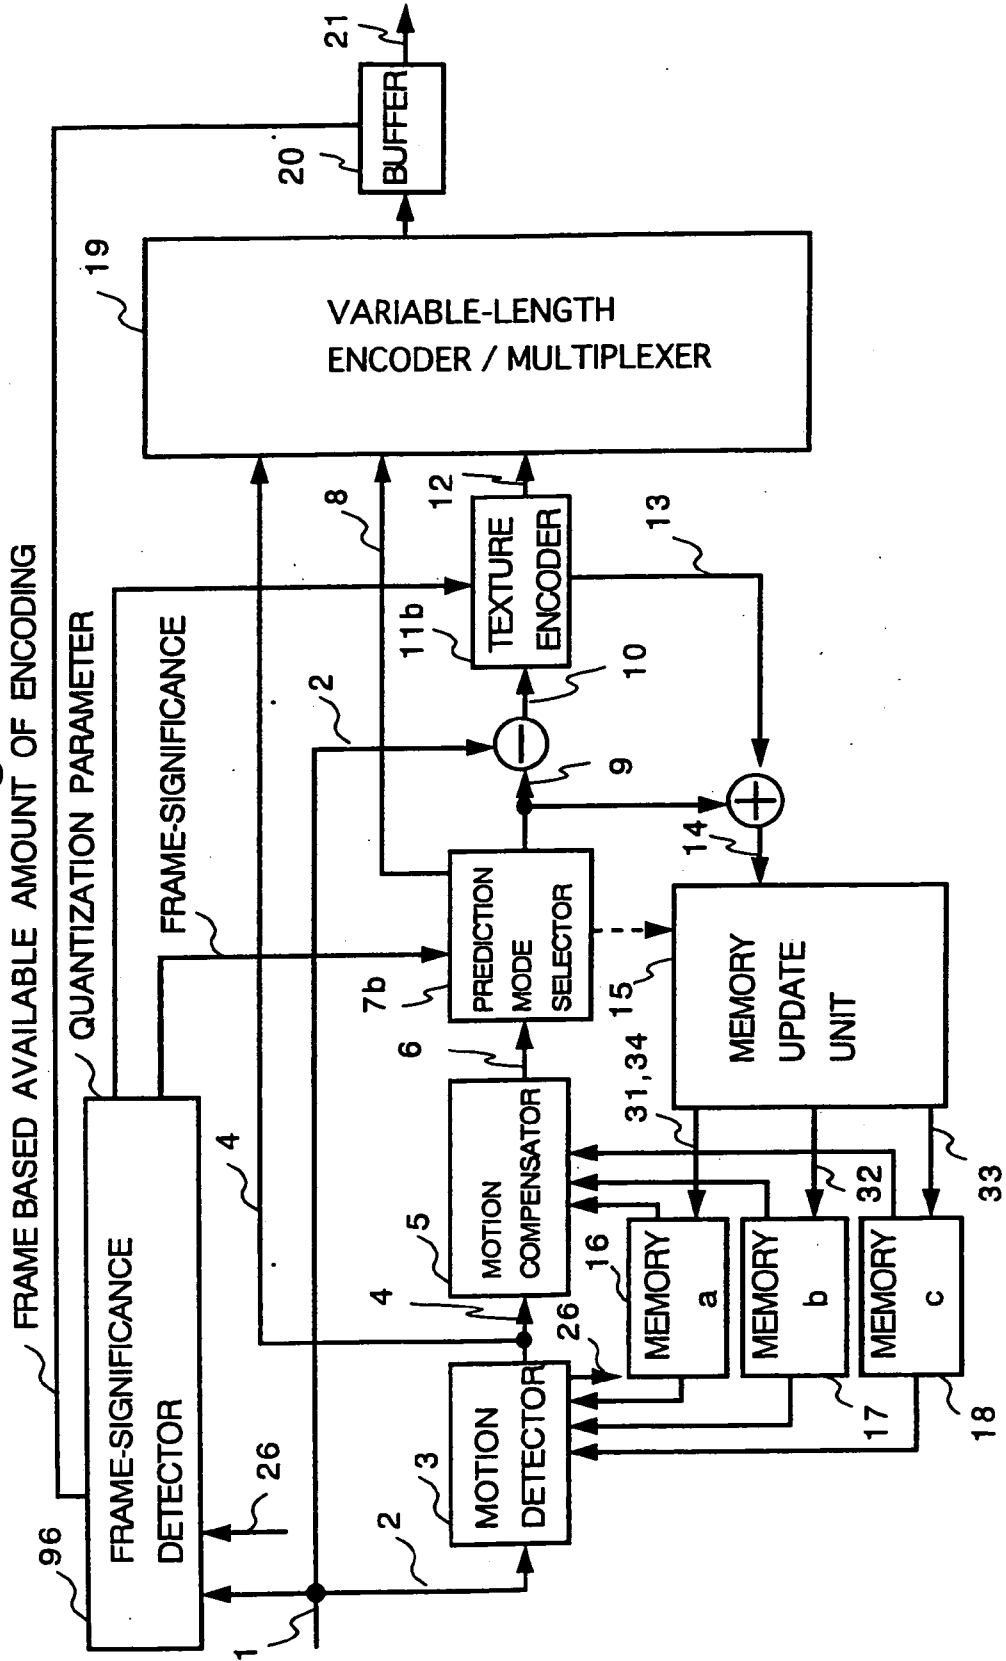 FRAME BASED AVAILABLE AMOUNT OF ENCODING
QUANTIZATION PARAMETER
FRAME-SIGNIFICANCE
96
FRAME-SIGNIFICANCE
DETECTOR
26
1
2
4
2
8
3
MOTION
DETECTOR
4
26
5
MOTION
COMPENSATOR
6
7b
PREDICTION
MODE
SELECTOR
9
10
11b
TEXTURE
ENCODER
12
13
14
15
MEMORY
UPDATE
UNIT
31,34
32
33
16
MEMORY
a
MEMORY
b
17
MEMORY
c
18
19
VARIABLE-LENGTH
ENCODER / MULTIPLEXER
20
BUFFER
21